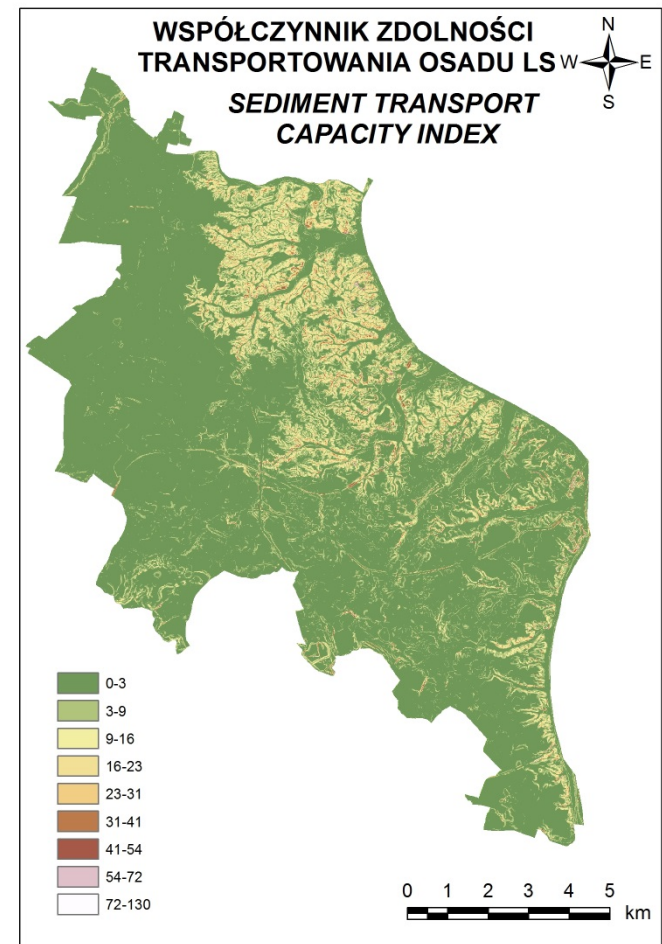 WSPÓŁCZYNNIK ZDOLNOŚCI
TRANSPORTOWANIA OSADU LS
SEDIMENT TRANSPORT
CAPACITY INDEX
N
W
E
S
0-3
3-9
9-16
16-23
23-31
31-41
41-54
54-72
72-130
0 1 2 3 4 5
km